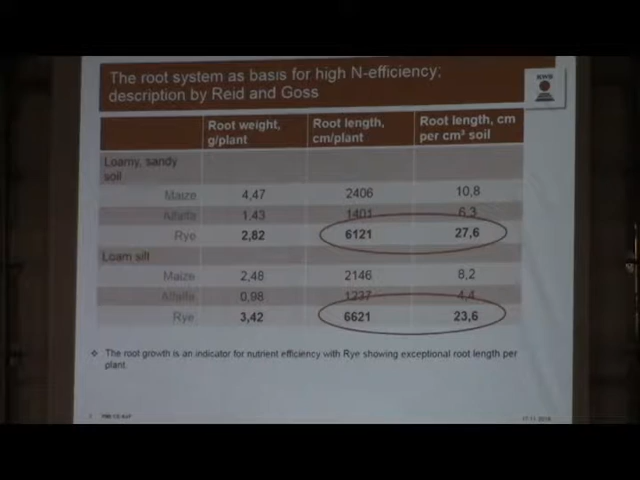 The root system as basis for high N-efficiency; description by Reid and Goss
KWS
Root weight, g/plant Root length, cm/plant Root length, cm per cm³ soil
Loamy, sandy soil
Maize 4,47 2406 10,8
Alfalfa 1,43 1401 6,3
Rye 2,82 6121 27,6
Loam sill
Maize 2,48 2146 8,2
Alfalfa 0,98 1237 4,4
Rye 3,42 6621 23,6
❖ The root growth is an indicator for nutrient efficiency with Rye showing exceptional root length per plant.